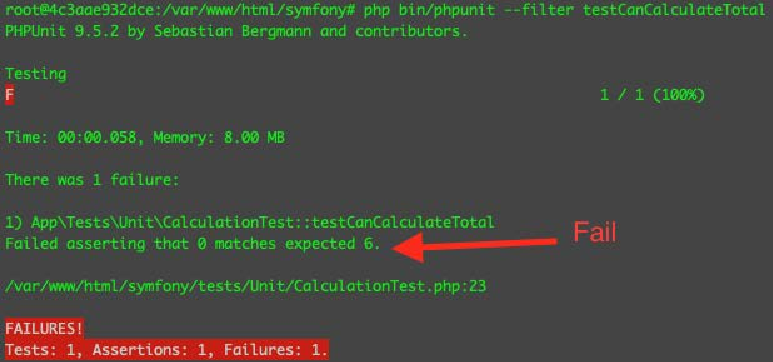 root@4c3aae932dce:/var/www/html/symfony# php bin/phpunit --filter testCanCalculateTotal
PHPUnit 9.5.2 by Sebastian Bergmann and contributors.
Testing
F 1 / 1 (100%)
Time: 00:00.058, Memory: 8.00 MB
There was 1 failure:
1) App\Tests\Unit\CalculationTest::testCanCalculateTotal
Failed asserting that 0 matches expected 6.
Fail
/var/www/html/symfony/tests/Unit/CalculationTest.php:23
FAILURES!
Tests: 1, Assertions: 1, Failures: 1.